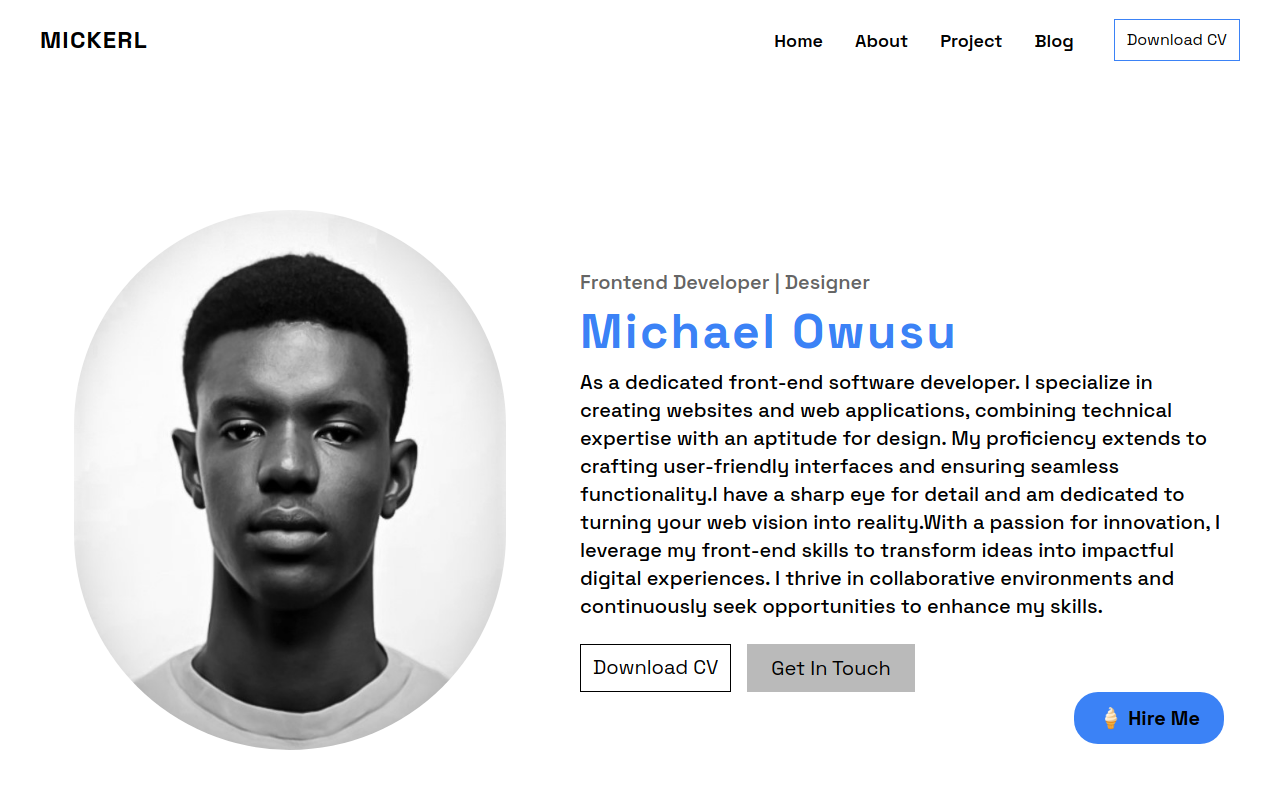 MICKERL
Home
About
Project
Blog
Download CV
Frontend Developer | Designer
Michael Owusu
As a dedicated front-end software developer. I specialize in
creating websites and web applications, combining technical
expertise with an aptitude for design. My proficiency extends to
crafting user-friendly interfaces and ensuring seamless
functionality.I have a sharp eye for detail and am dedicated to
turning your web vision into reality.With a passion for innovation, I
leverage my front-end skills to transform ideas into impactful
digital experiences. I thrive in collaborative environments and
continuously seek opportunities to enhance my skills.
Download CV
Get In Touch
🍦 Hire Me